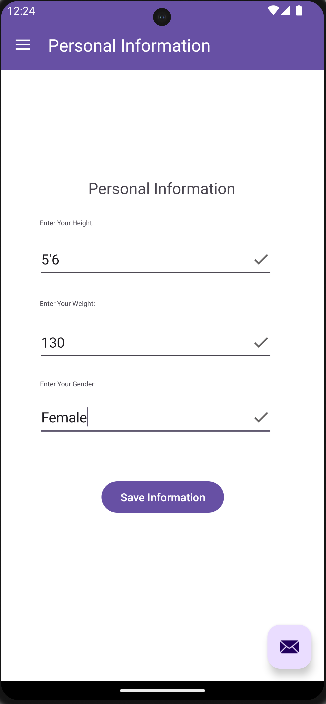 12:24
Personal Information
Personal Information
Enter Your Height
5'6
Enter Your Weight:
130
Enter Your Gender
Female
Save Information